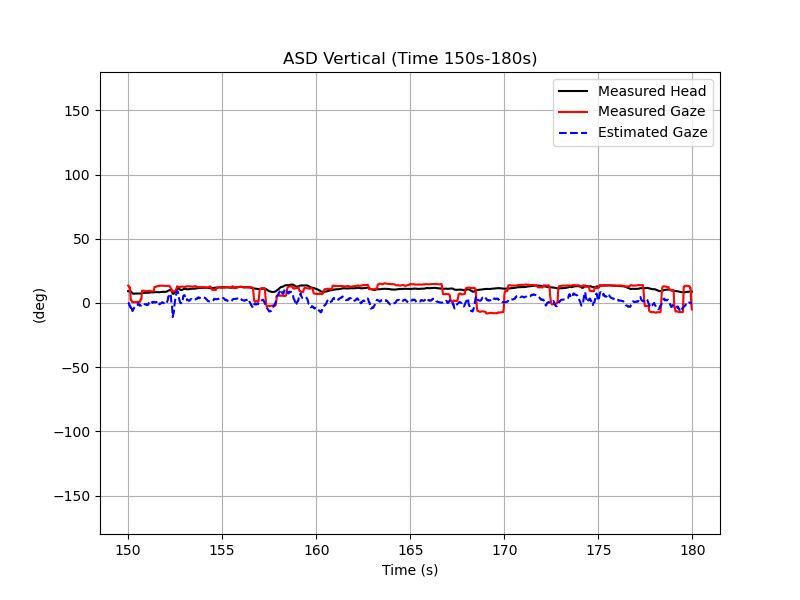 ASD Vertical (Time 150s-180s)
Measured Head
Measured Gaze
Estimated Gaze
150
100
50
0
−50
−100
−150
(deg)
150 155 160 165 170 175 180
Time (s)